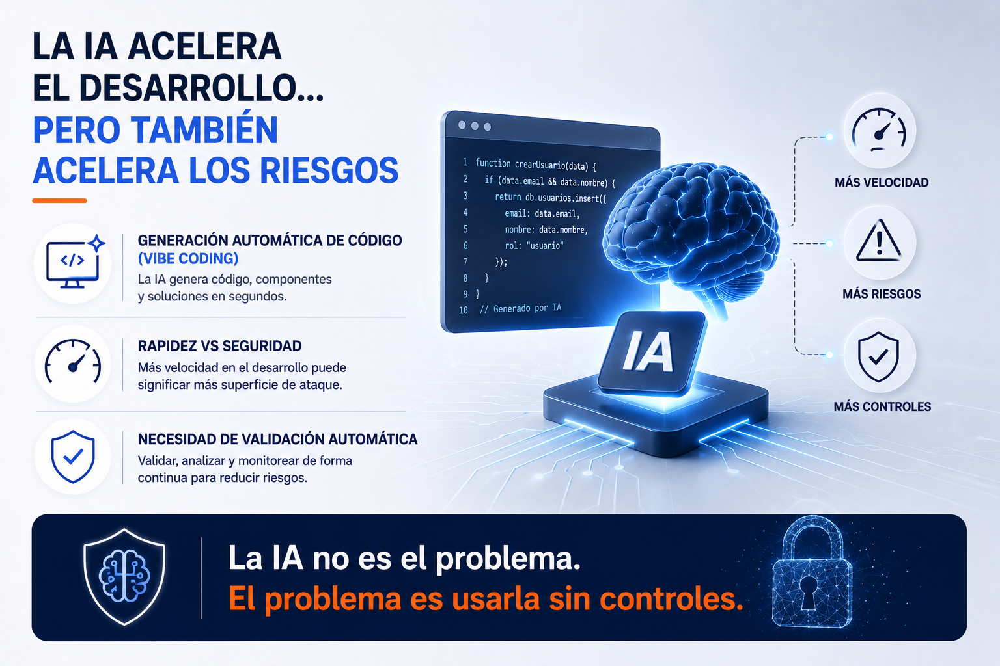 LA IA ACELERA
EL DESARROLLO...
PERO TAMBIÉN
ACELERA LOS RIESGOS
GENERACIÓN AUTOMÁTICA DE CÓDIGO
(VIBE CODING)
La IA genera código, componentes
y soluciones en segundos.
RAPIDEZ VS SEGURIDAD
Más velocidad en el desarrollo puede
significar más superficie de ataque.
NECESIDAD DE VALIDACIÓN AUTOMÁTICA
Validar, analizar y monitorear de forma
continua para reducir riesgos.
1 function crearUsuario(data) {
2 if (data.email && data.nombre) {
3 return db.usuarios.insert({
4 email: data.email,
5 nombre: data.nombre,
6 rol: "usuario"
7 });
8 }
9 }
10 // Generado por IA
IA
MÁS VELOCIDAD
MÁS RIESGOS
MÁS CONTROLES
La IA no es el problema.
El problema es usarla sin controles.